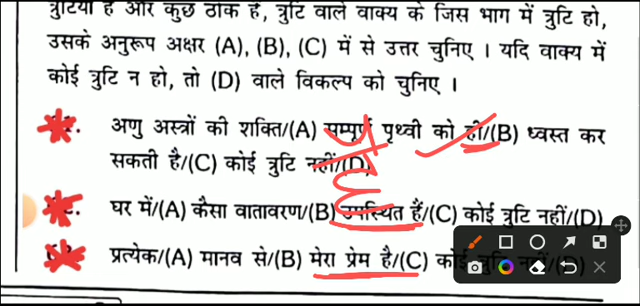 त्रुटियाँ हैं और कुछ ठीक हैं, त्रुटि वाले वाक्य के जिस भाग में त्रुटि हो,
उसके अनुरूप अक्षर (A), (B), (C) में से उत्तर चुनिए । यदि वाक्य में
कोई त्रुटि न हो, तो (D) वाले विकल्प को चुनिए ।
अणु अस्त्रों की शक्ति/(A) सम्पूर्ण पृथ्वी को ही/(B) ध्वस्त कर
सकती है/(C) कोई त्रुटि नहीं/(D)
घर में/(A) कैसा वातावरण/(B) उपस्थित हैं/(C) कोई त्रुटि नहीं/(D)
प्रत्येक/(A) मानव से/(B) मेरा प्रेम है/(C)